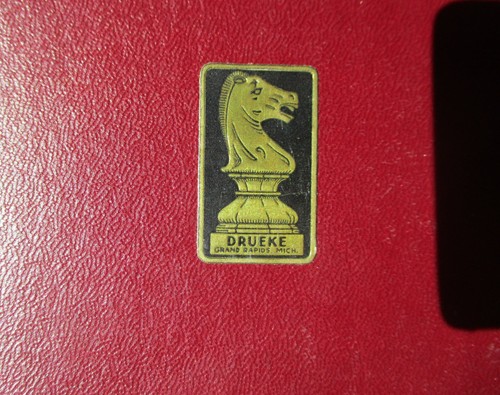 DRUEKE
GRAND RAPIDS, MICH.